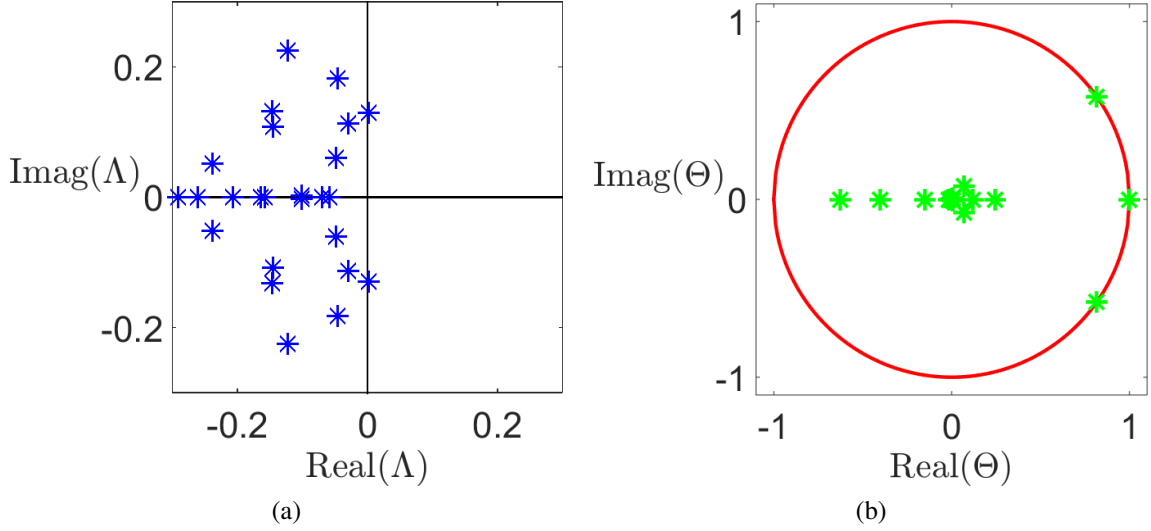 0.2
Imag(Λ)
0
-0.2
-0.2 0 0.2
Real(Λ)
(a)
1
Imag(Θ)
0
-1
-1 0 1
Real(Θ)
(b)